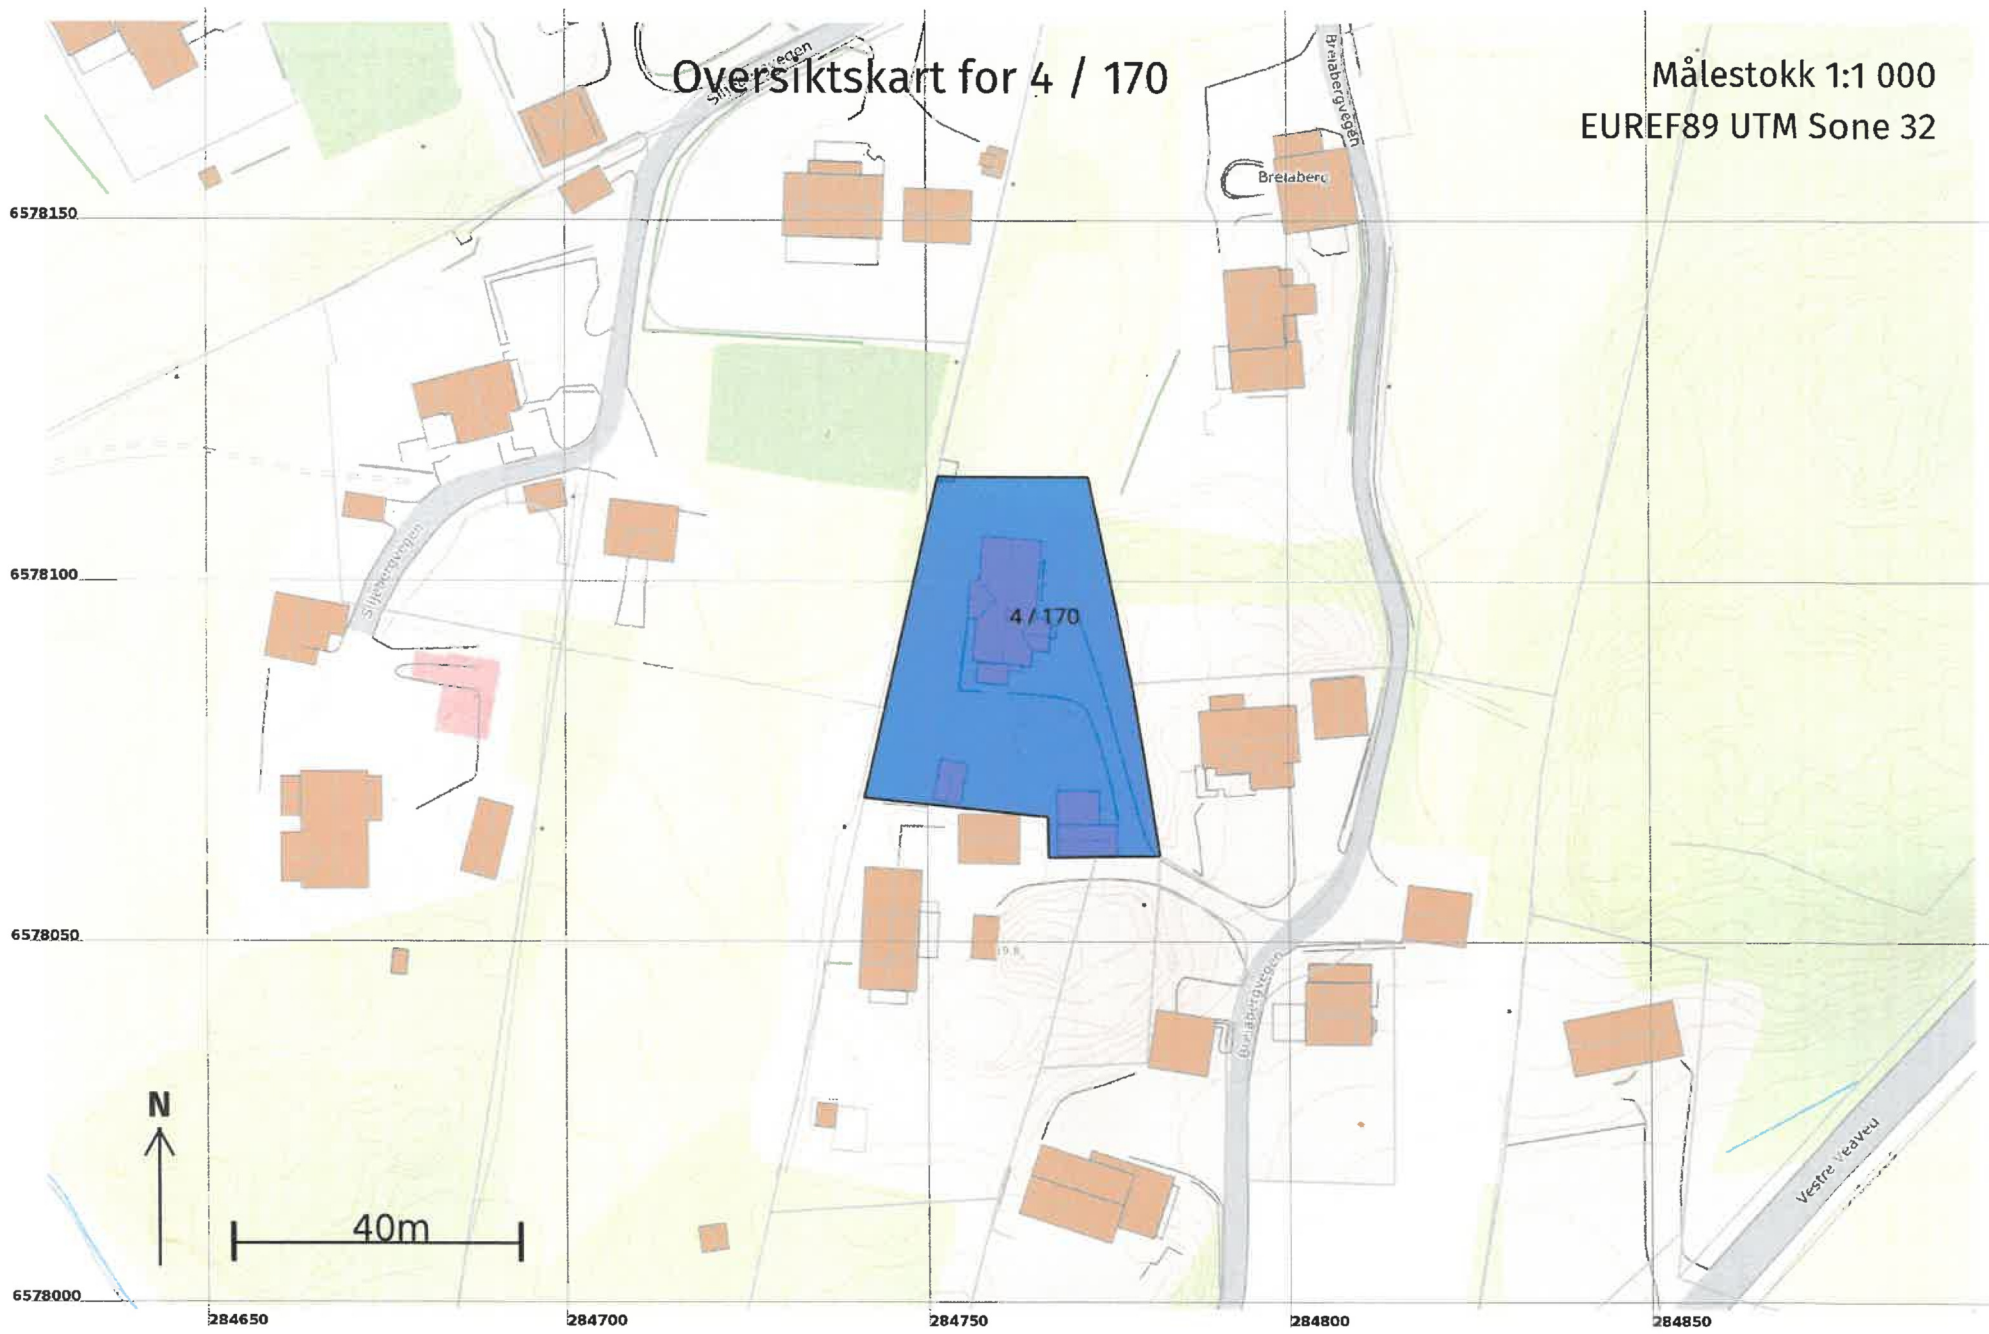 Oversiktskart for 4 / 170
Målestokk 1:1 000
EUREF89 UTM Sone 32
Breiabergvegen
Breiaberg
6578150
6578100
Siljebergvegen
4 / 170
6578050
Breiabergvegen
Vestre Veaveg
N
40m
6578000
284650
284700
284750
284800
284850